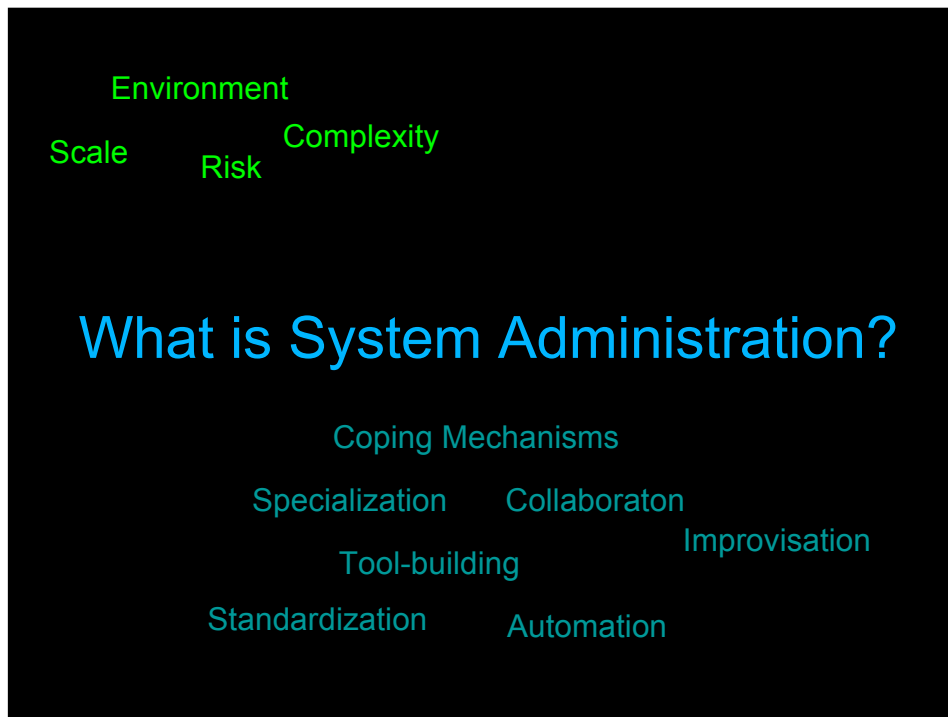 Environment
Complexity
Scale
Risk
What is System Administration?
Coping Mechanisms
Specialization
Collaboraton
Improvisation
Tool-building
Standardization
Automation